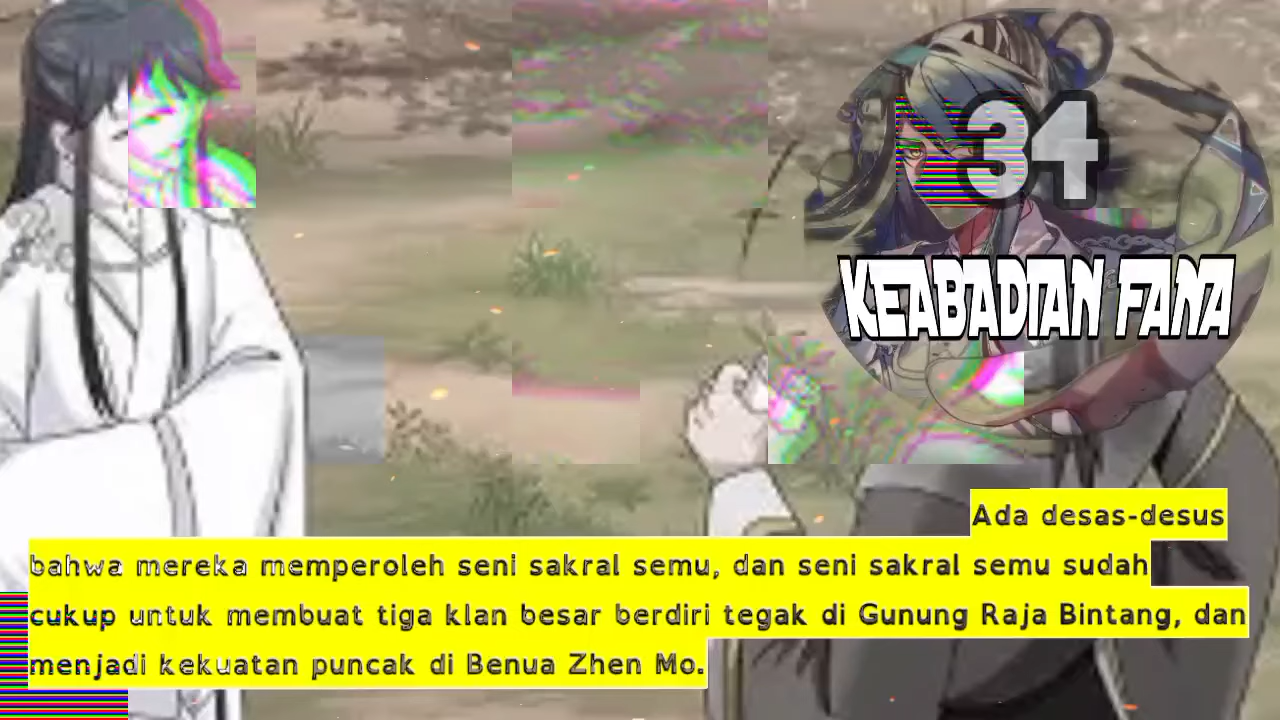 34
KEABADIAN FANA
Ada desas-desus
bahwa mereka memperoleh seni sakral semu, dan seni sakral semu sudah
cukup untuk membuat tiga klan besar berdiri tegak di Gunung Raja Bintang, dan
menjadi kekuatan puncak di Benua Zhen Mo.